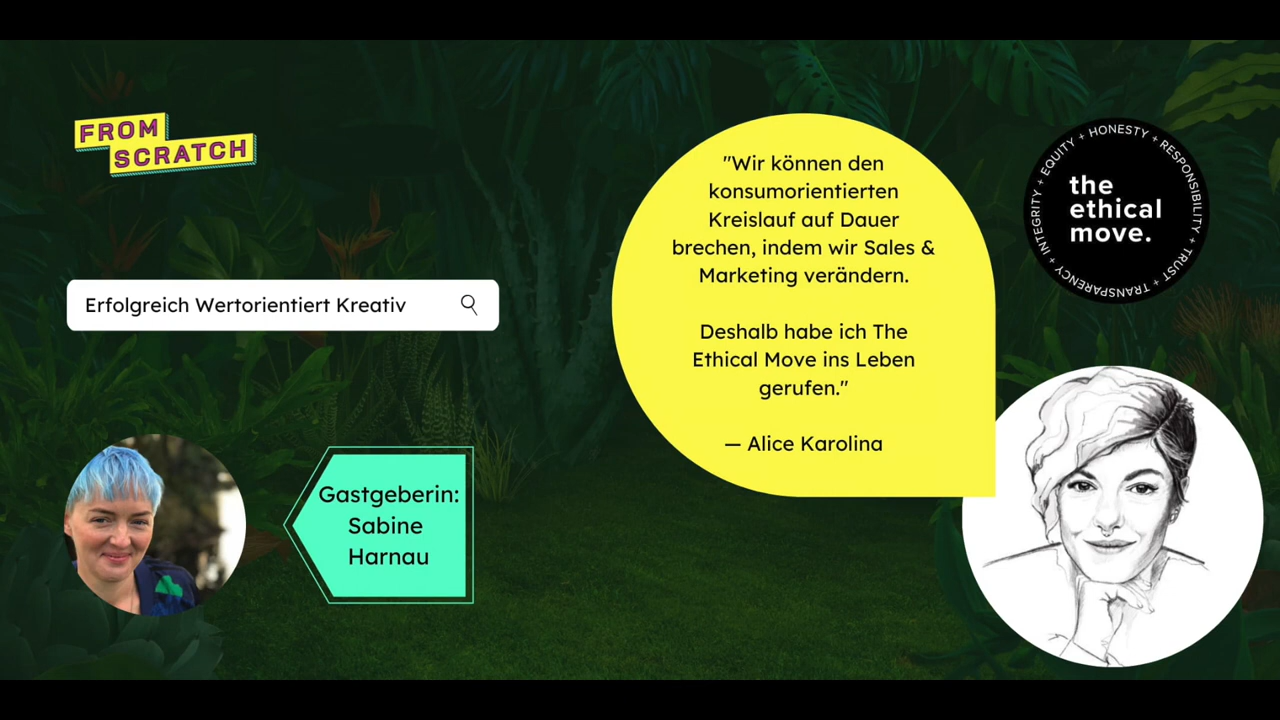 FROM
SCRATCH
Erfolgreich Wertorientiert Kreativ
Gastgeberin:
Sabine
Harnau
"Wir können den
konsumorientierten
Kreislauf auf Dauer
brechen, indem wir Sales &
Marketing verändern.
Deshalb habe ich The
Ethical Move ins Leben
gerufen."
— Alice Karolina
+ HONESTY + RESPONSIBILITY + TRUST + TRANSPARENCY + INTEGRITY + EQUITY
the
ethical
move.